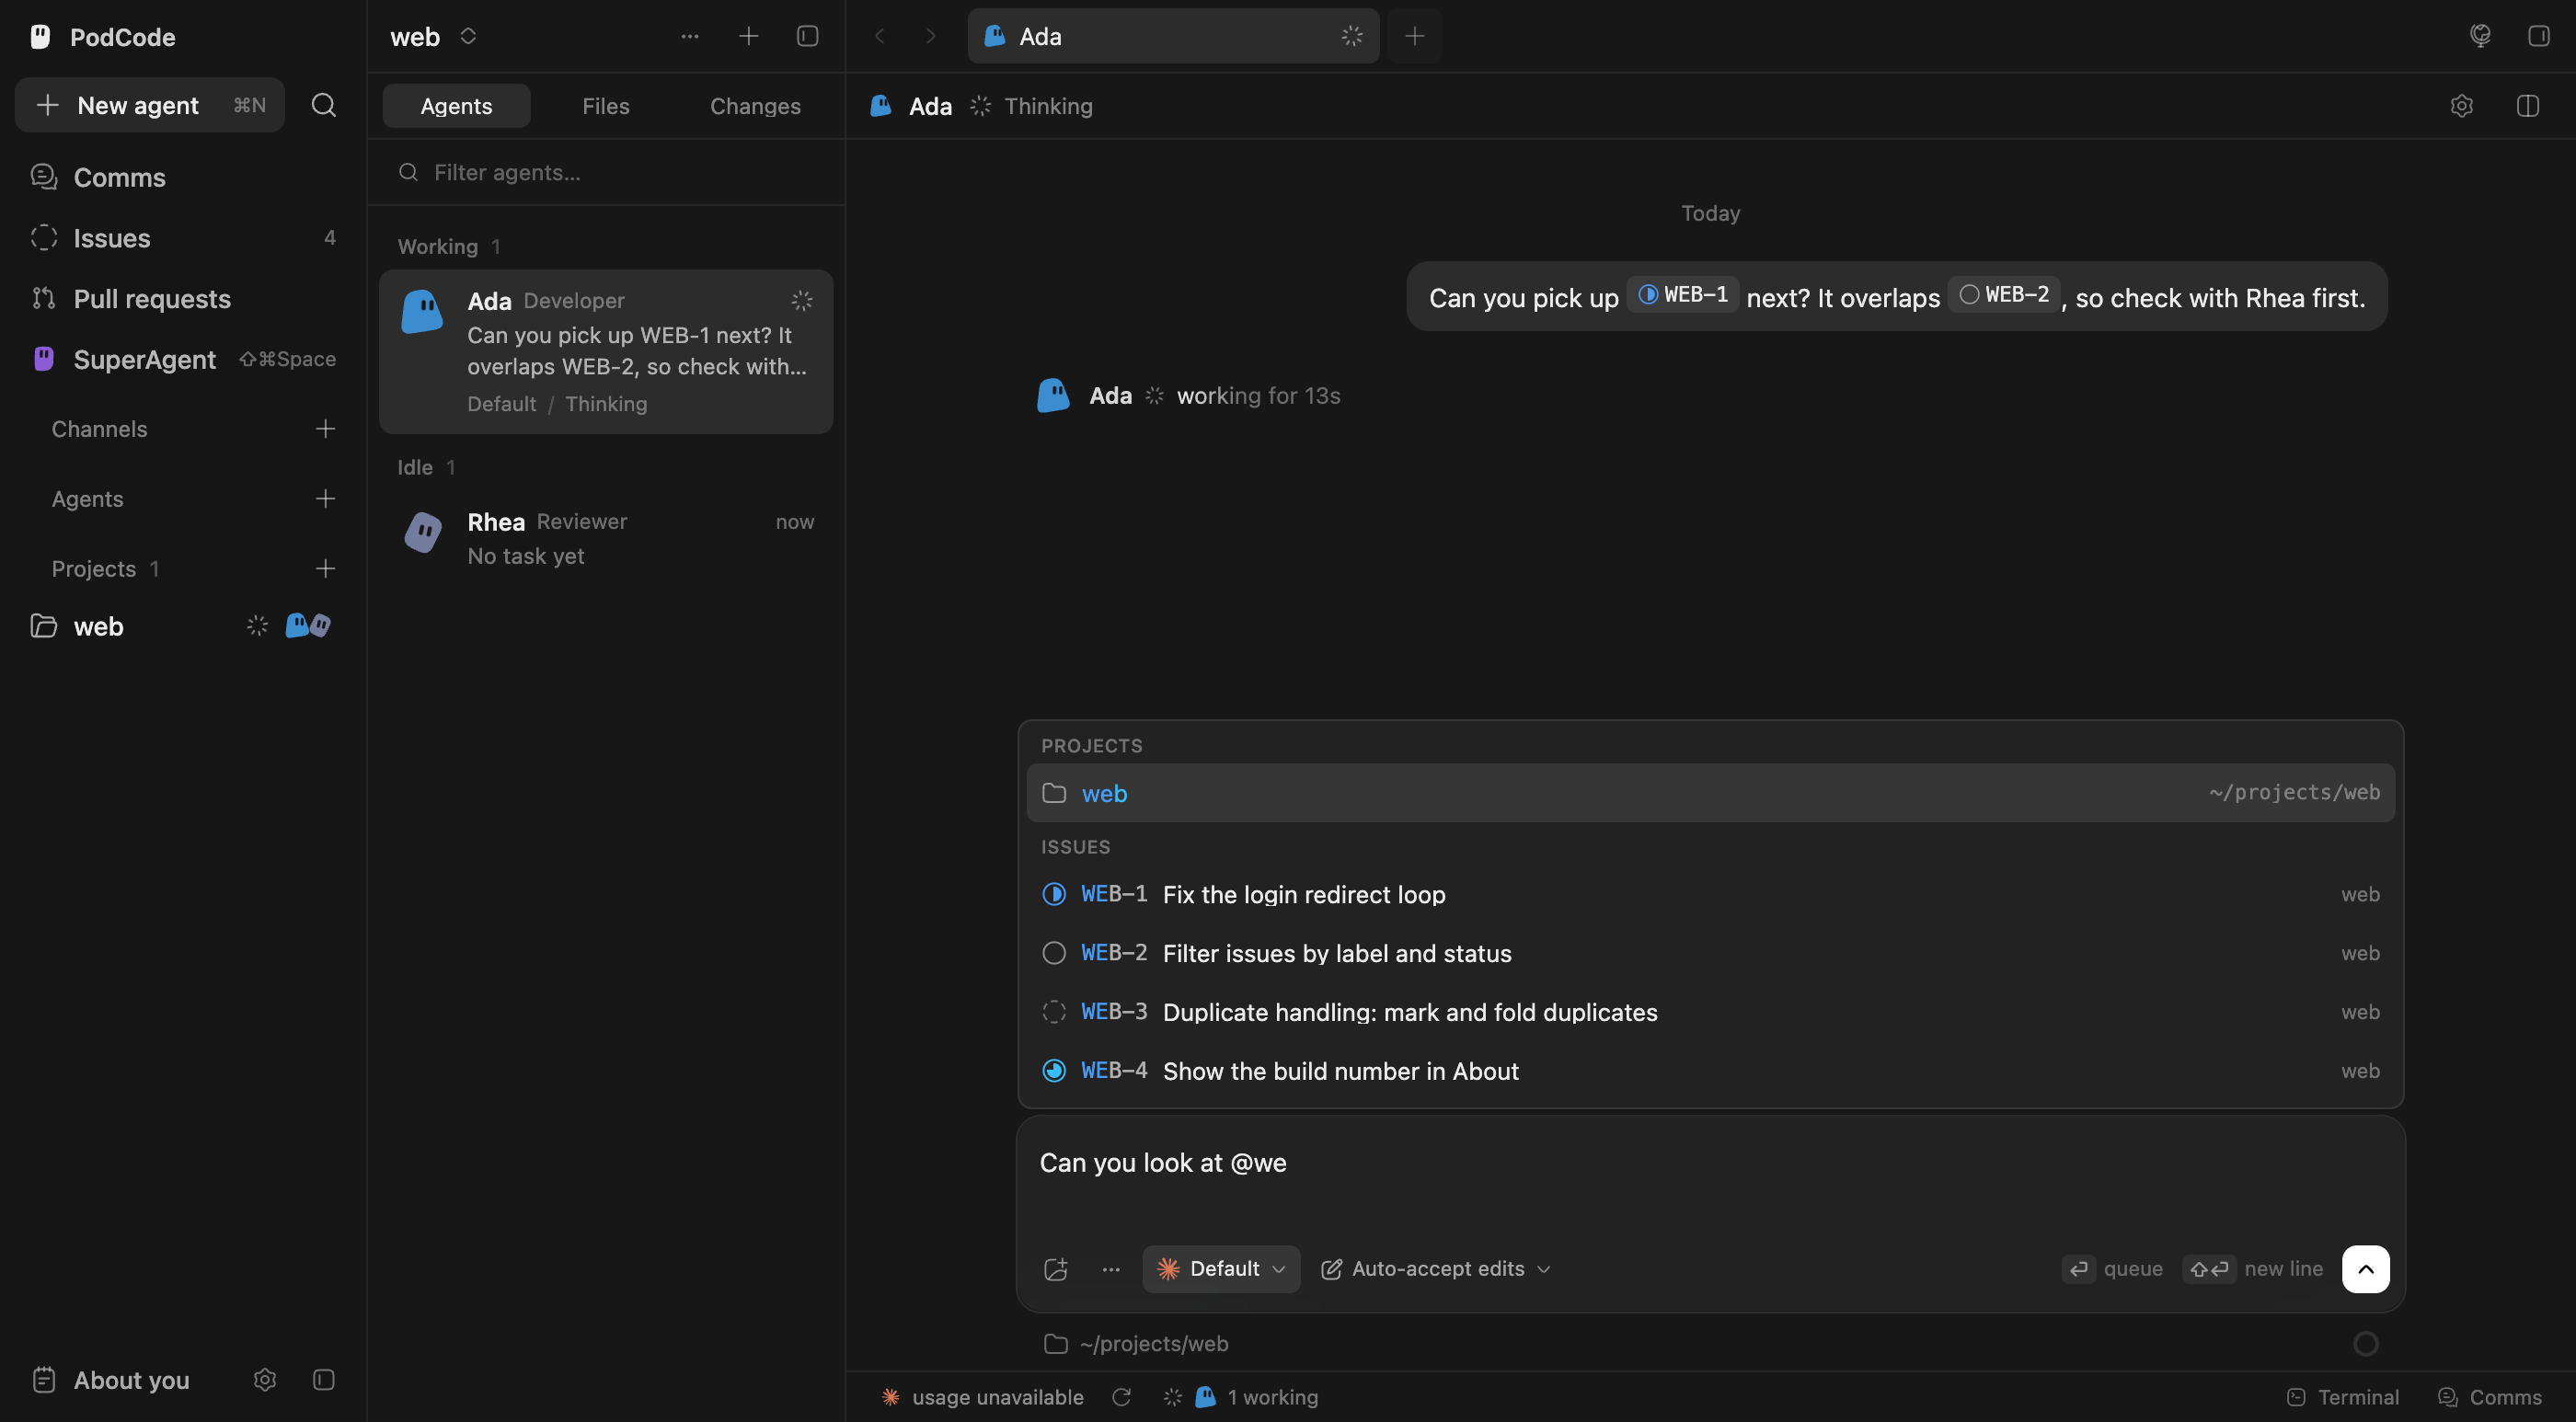 PodCode
New agent ⌘N
Comms
Issues 4
Pull requests
SuperAgent ⇧⌘Space
Channels
Agents
Projects 1
web
About you
web
Agents Files Changes
Filter agents...
Working 1
Ada Developer
Can you pick up WEB-1 next? It
overlaps WEB-2, so check with...
Default / Thinking
Idle 1
Rhea Reviewer now
No task yet
Ada
Ada Thinking
Today
Can you pick up WEB-1 next? It overlaps WEB-2, so check with Rhea first.
Ada working for 13s
PROJECTS
web ~/projects/web
ISSUES
WEB-1 Fix the login redirect loop web
WEB-2 Filter issues by label and status web
WEB-3 Duplicate handling: mark and fold duplicates web
WEB-4 Show the build number in About web
Can you look at @we
Default Auto-accept edits queue new line
~/projects/web
usage unavailable 1 working Terminal Comms